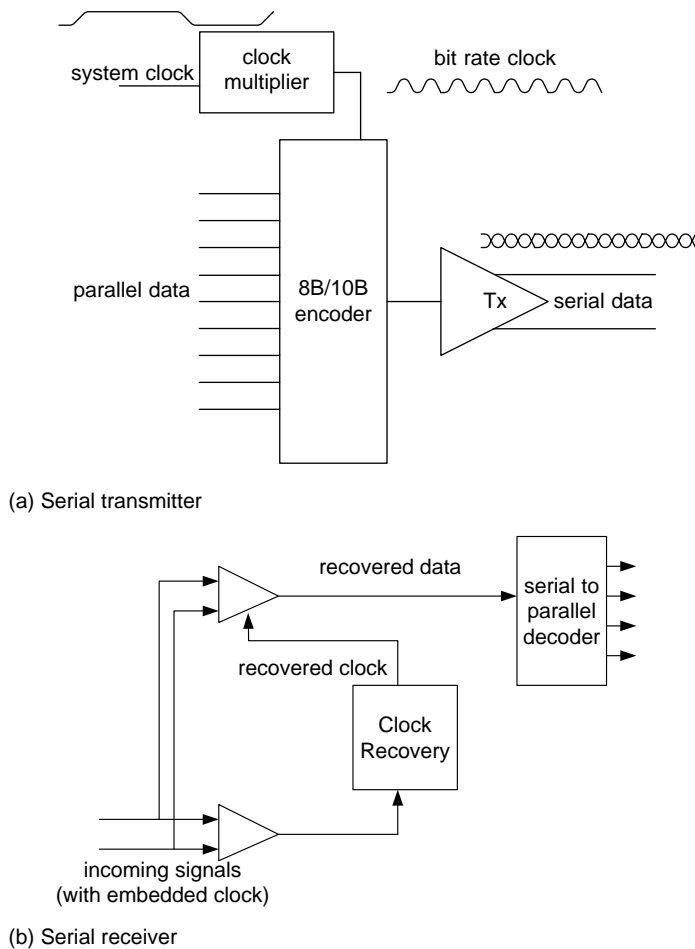 clock
multiplier
system clock
bit rate clock
parallel data
8B/10B
encoder
Tx
serial data
(a) Serial transmitter
recovered data
serial to
parallel
decoder
recovered clock
Clock
Recovery
incoming signals
(with embedded clock)
(b) Serial receiver